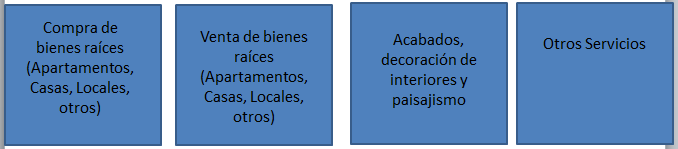 Compra de
bienes raíces
(Apartamentos,
Casas, Locales,
otros)
Venta de bienes
raíces
(Apartamentos,
Casas, Locales,
otros)
Acabados,
decoración de
interiores y
paisajismo
Otros Servicios